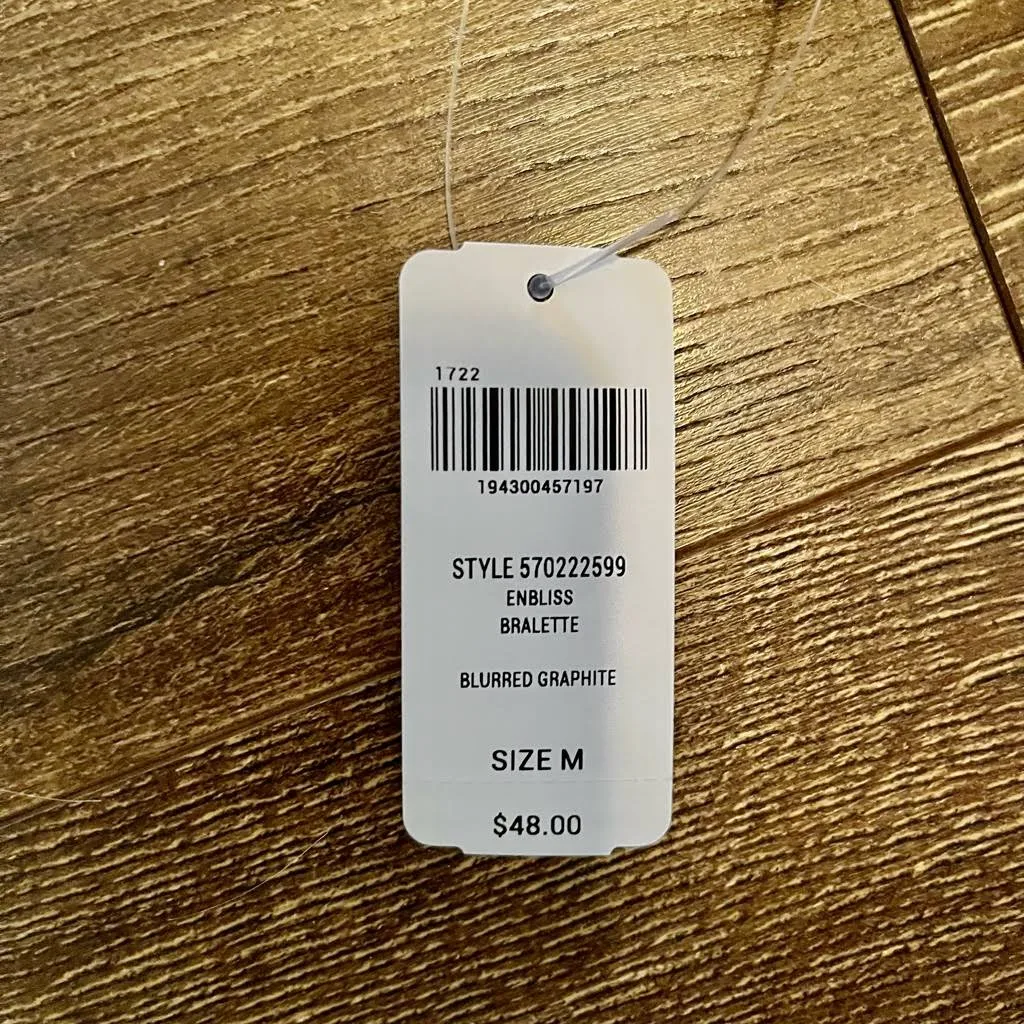 1722
194300457197
STYLE 570222599
ENBLISS
BRALETTE
BLURRED GRAPHITE
SIZE M
$48.00